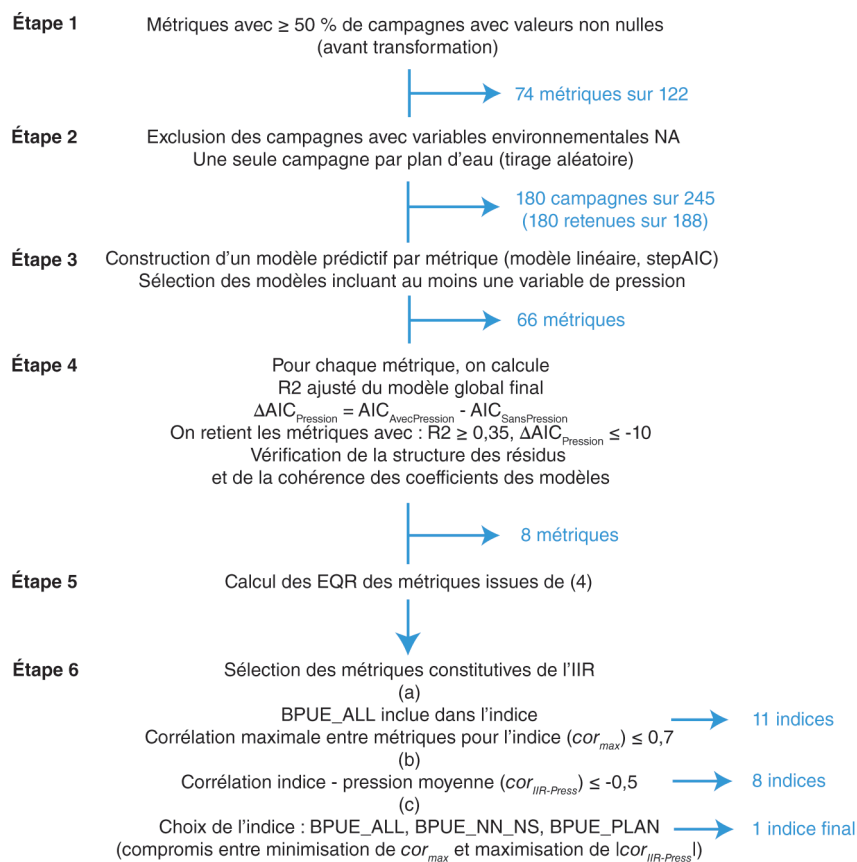 Étape 1
Métriques avec ≥ 50 % de campagnes avec valeurs non nulles
(avant transformation)
74 métriques sur 122
Étape 2
Exclusion des campagnes avec variables environnementales NA
Une seule campagne par plan d'eau (tirage aléatoire)
180 campagnes sur 245
(180 retenues sur 188)
Étape 3
Construction d'un modèle prédictif par métrique (modèle linéaire, stepAIC)
Sélection des modèles incluant au moins une variable de pression
66 métriques
Étape 4
Pour chaque métrique, on calcule
R2 ajusté du modèle global final
ΔAIC_Pression = AIC_AvecPression - AIC_SansPression
On retient les métriques avec : R2 ≥ 0,35, ΔAIC_Pression ≤ -10
Vérification de la structure des résidus
et de la cohérence des coefficients des modèles
8 métriques
Étape 5
Calcul des EQR des métriques issues de (4)
Étape 6
Sélection des métriques constitutives de l'IIR
(a)
BPUE_ALL inclue dans l'indice
11 indices
Corrélation maximale entre métriques pour l'indice (cor_max) ≤ 0,7
(b)
Corrélation indice - pression moyenne (cor_IIR-Press) ≤ -0,5
8 indices
(c)
Choix de l'indice : BPUE_ALL, BPUE_NN_NS, BPUE_PLAN
1 indice final
(compromis entre minimisation de cor_max et maximisation de |cor_IIR-Press|)